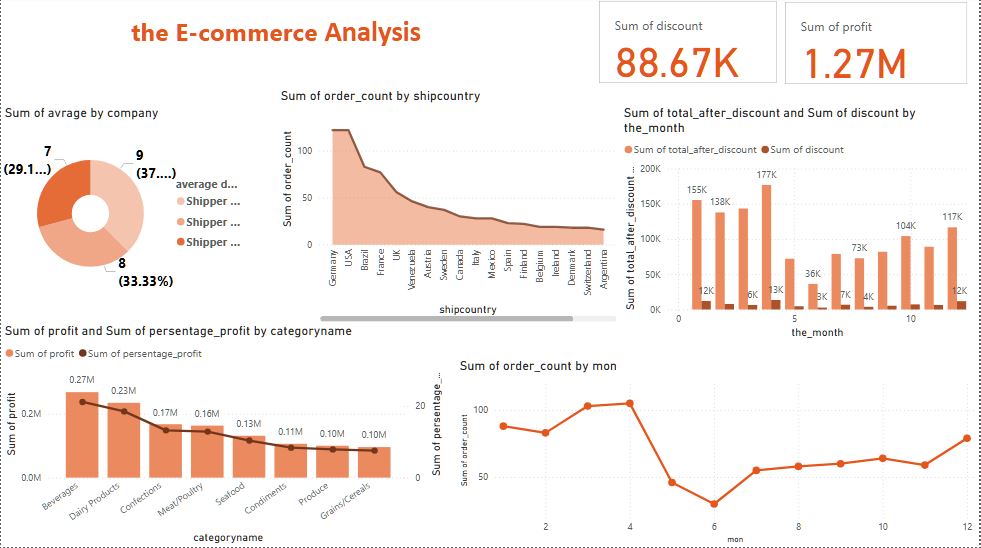 the E-commerce Analysis
Sum of discount
88.67K
Sum of profit
1.27M
Sum of avrage by company
7
(29.1...)
9
(37....)
8
(33.33%)
average d...
Shipper ...
Shipper ...
Shipper ...
Sum of order_count by shipcountry
Sum of order_count
100
50
0
Germany
USA
Brazil
France
UK
Venezuela
Austria
Sweden
Canada
Italy
Mexico
Spain
Finland
Belgium
Ireland
Denmark
Switzerland
Argentina
shipcountry
Sum of total_after_discount and Sum of discount by
the_month
Sum of total_after_discount
Sum of discount
Sum of total_after_discount ...
200K
150K
100K
50K
0K
155K
138K
177K
36K
73K
104K
117K
12K
6K
13K
3K
7K
4K
12K
0
5
10
the_month
Sum of profit and Sum of persentage_profit by categoryname
Sum of profit
Sum of persentage_profit
Sum of profit
0.2M
0.0M
0.27M
0.23M
0.17M
0.16M
0.13M
0.11M
0.10M
0.10M
20
0
Sum of persentage_...
Beverages
Dairy Products
Confections
Meat/Poultry
Seafood
Condiments
Produce
Grains/Cereals
categoryname
Sum of order_count by mon
Sum of order_count
100
50
2
4
6
8
10
12
mon